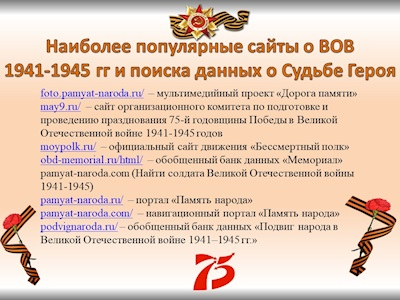 Наиболее популярные сайты о ВОВ
1941-1945 гг и поиска данных о Судьбе Героя
foto.pamyat-naroda.ru/ – мультимедийный проект «Дорога памяти»
may9.ru/ – сайт организационного комитета по подготовке и
проведению празднования 75-й годовщины Победы в Великой
Отечественной войне 1941-1945 годов
moypolk.ru/ – официальный сайт движения «Бессмертный полк»
obd-memorial.ru/html/ – обобщенный банк данных «Мемориал»
pamyat-naroda.com (Найти солдата Великой Отечественной войны
1941-1945)
pamyat-naroda.ru/ – портал «Память народа»
pamyat-naroda.com/ – навигационный портал «Память народа»
podvignaroda.ru/ – обобщенный банк данных «Подвиг народа в
Великой Отечественной войне 1941–1945 гг.»
75